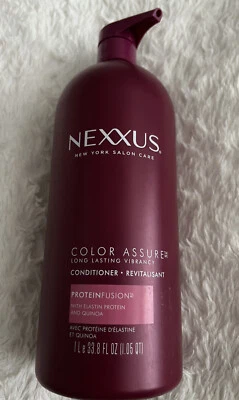 NEXXUS
NEW YORK SALON CARE
COLOR ASSURE
LONG LASTING VIBRANCY
CONDITIONER • REVITALISANT
PROTEINFUSION
WITH ELASTIN PROTEIN
AND QUINOA
AVEC PROTÉINE D'ÉLASTINE
ET QUINOA
1 L e 33.8 FL OZ (1.05 QT)